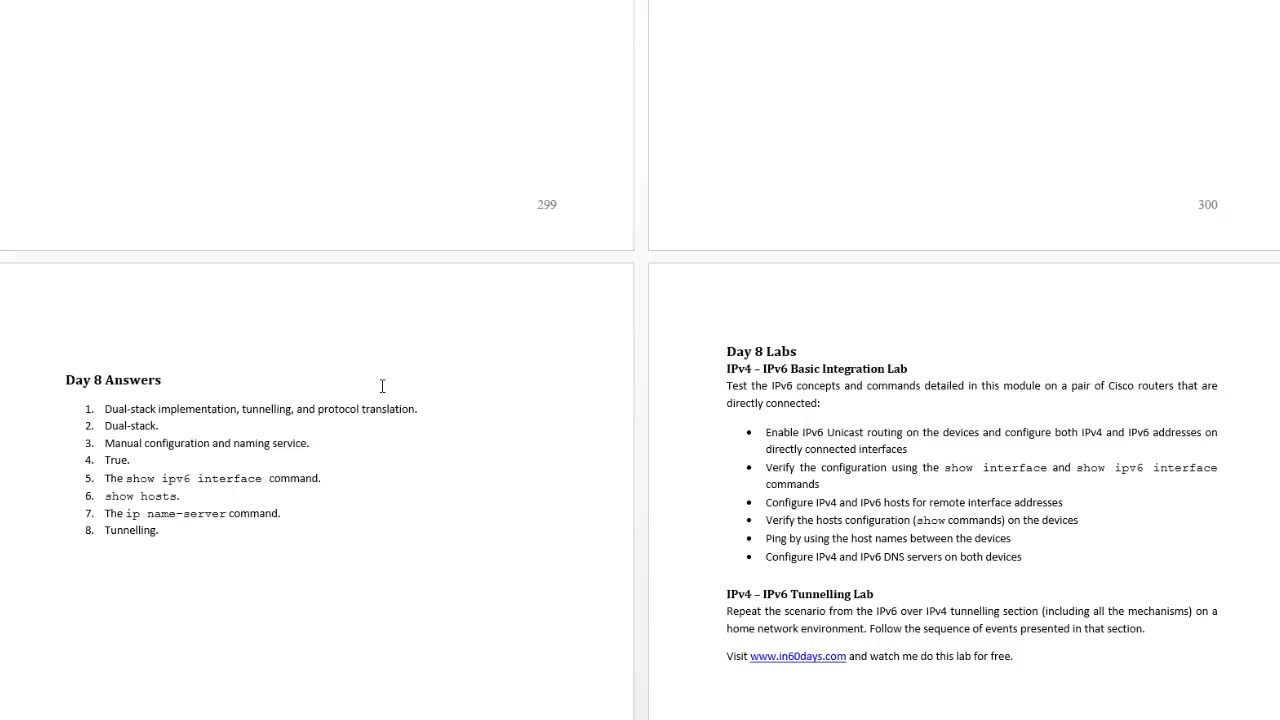 299
300
Day 8 Answers
1. Dual-stack implementation, tunnelling, and protocol translation.
2. Dual-stack.
3. Manual configuration and naming service.
4. True.
5. The show ipv6 interface command.
6. show hosts.
7. The ip name-server command.
8. Tunnelling.
Day 8 Labs
IPv4 – IPv6 Basic Integration Lab
Test the IPv6 concepts and commands detailed in this module on a pair of Cisco routers that are
directly connected:
• Enable IPv6 Unicast routing on the devices and configure both IPv4 and IPv6 addresses on
directly connected interfaces
• Verify the configuration using the show interface and show ipv6 interface
commands
• Configure IPv4 and IPv6 hosts for remote interface addresses
• Verify the hosts configuration (show commands) on the devices
• Ping by using the host names between the devices
• Configure IPv4 and IPv6 DNS servers on both devices
IPv4 – IPv6 Tunnelling Lab
Repeat the scenario from the IPv6 over IPv4 tunnelling section (including all the mechanisms) on a
home network environment. Follow the sequence of events presented in that section.
Visit www.in60days.com and watch me do this lab for free.